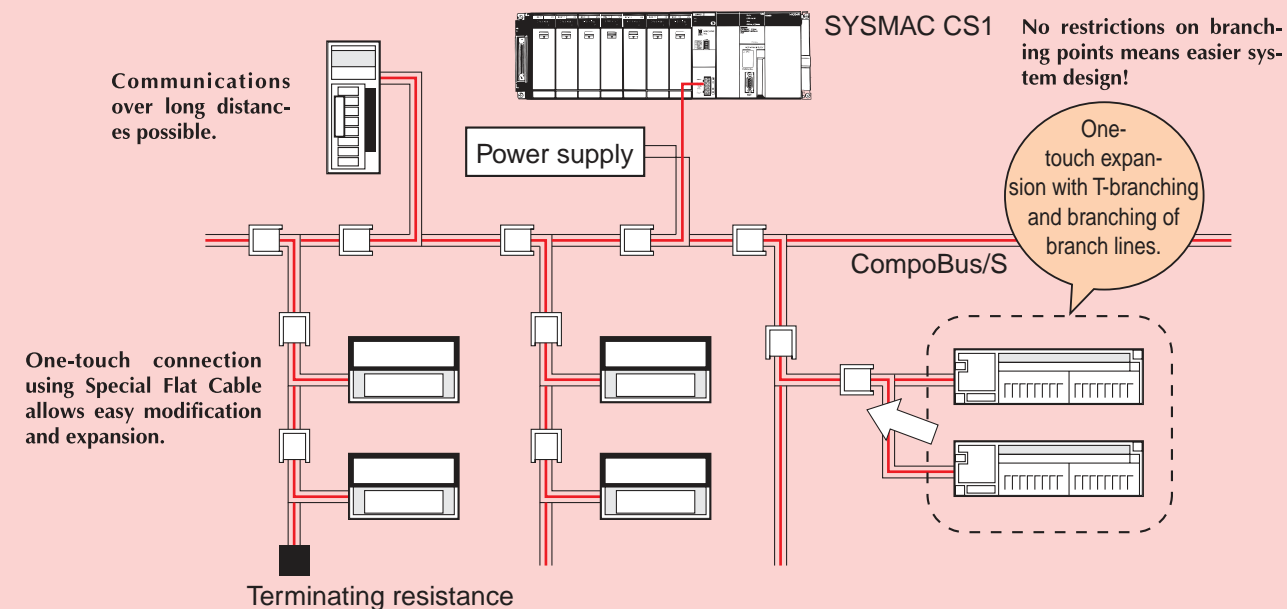 SYSMAC CS1
No restrictions on branch-
ing points means easier sys-
tem design!
Communications
over long distanc-
es possible.
Power supply
One-
touch expan-
sion with T-branching
and branching of
branch lines.
CompoBus/S
One-touch connection
using Special Flat Cable
allows easy modification
and expansion.
Terminating resistance